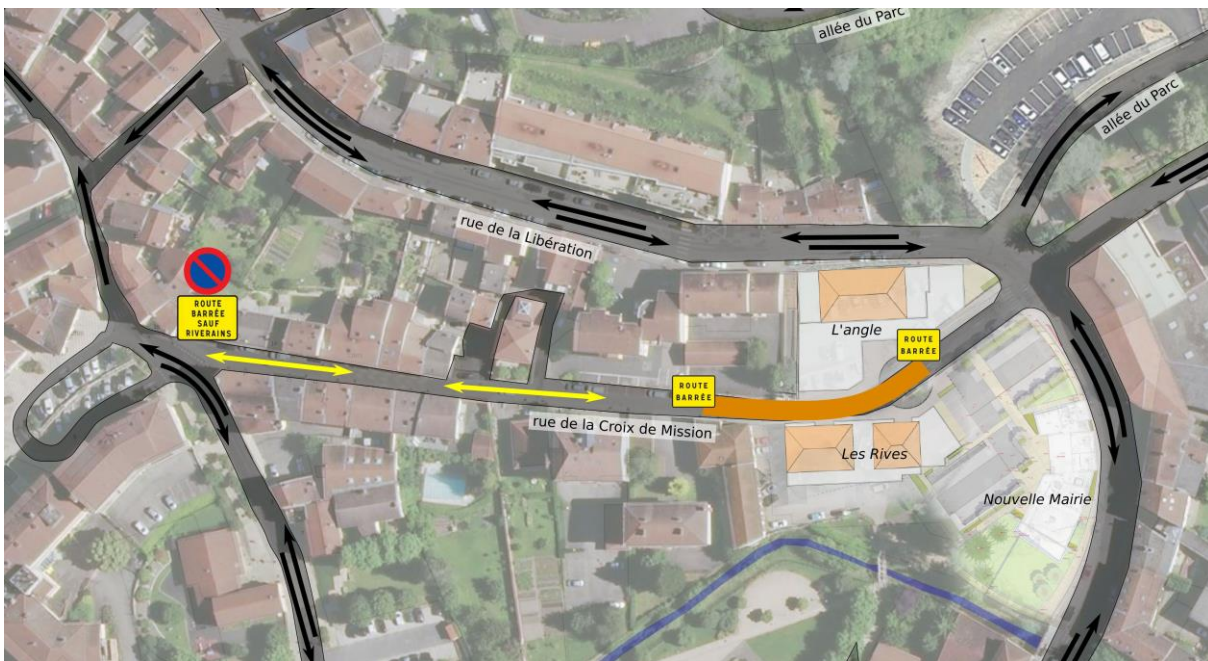 allée du Parc
allée du Parc
rue de la Libération
ROUTE
BARRÉE
SAUF
RIVERAINS
L'angle
ROUTE
BARRÉE
ROUTE
BARRÉE
rue de la Croix de Mission
Les Rives
Nouvelle Mairie